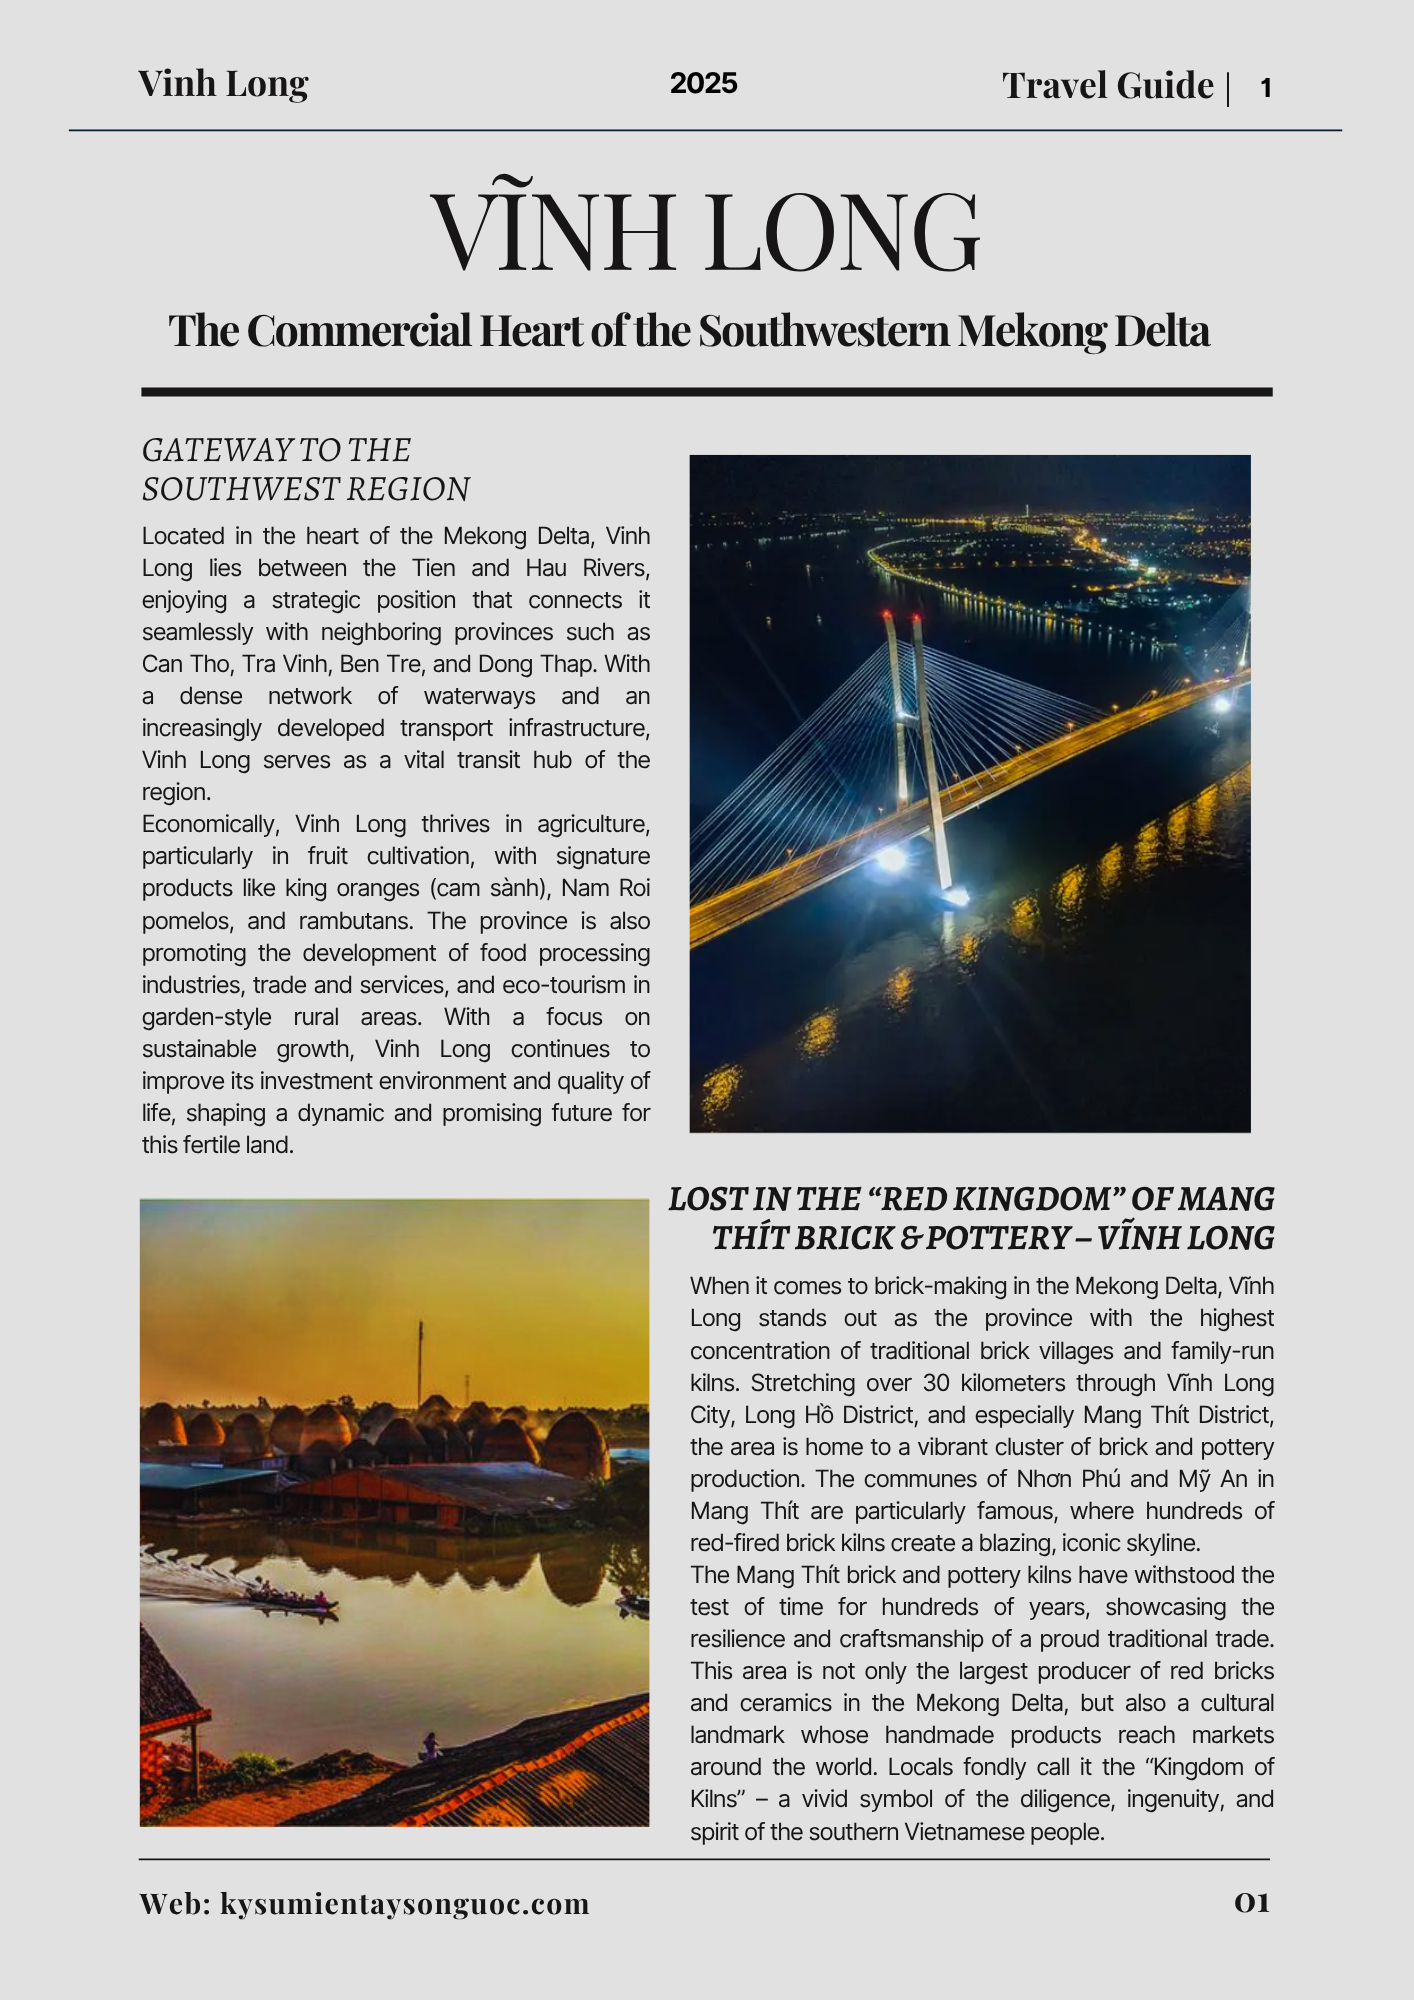 Vinh Long
2025
Travel Guide | 1
VĨNH LONG
The Commercial Heart of the Southwestern Mekong Delta
GATEWAY TO THE
SOUTHWEST REGION
Located in the heart of the Mekong Delta, Vinh
Long lies between the Tien and Hau Rivers,
enjoying a strategic position that connects it
seamlessly with neighboring provinces such as
Can Tho, Tra Vinh, Ben Tre, and Dong Thap. With
a dense network of waterways and an
increasingly developed transport infrastructure,
Vinh Long serves as a vital transit hub of the
region.
Economically, Vinh Long thrives in agriculture,
particularly in fruit cultivation, with signature
products like king oranges (cam sành), Nam Roi
pomelos, and rambutans. The province is also
promoting the development of food processing
industries, trade and services, and eco-tourism in
garden-style rural areas. With a focus on
sustainable growth, Vinh Long continues to
improve its investment environment and quality of
life, shaping a dynamic and promising future for
this fertile land.
LOST IN THE “RED KINGDOM” OF MANG
THÍT BRICK & POTTERY – VĨNH LONG
When it comes to brick-making in the Mekong Delta, Vĩnh
Long stands out as the province with the highest
concentration of traditional brick villages and family-run
kilns. Stretching over 30 kilometers through Vĩnh Long
City, Long Hồ District, and especially Mang Thít District,
the area is home to a vibrant cluster of brick and pottery
production. The communes of Nhơn Phú and Mỹ An in
Mang Thít are particularly famous, where hundreds of
red-fired brick kilns create a blazing, iconic skyline.
The Mang Thít brick and pottery kilns have withstood the
test of time for hundreds of years, showcasing the
resilience and craftsmanship of a proud traditional trade.
This area is not only the largest producer of red bricks
and ceramics in the Mekong Delta, but also a cultural
landmark whose handmade products reach markets
around the world. Locals fondly call it the “Kingdom of
Kilns” – a vivid symbol of the diligence, ingenuity, and
spirit of the southern Vietnamese people.
Web: kysumientaysonguoc.com
01